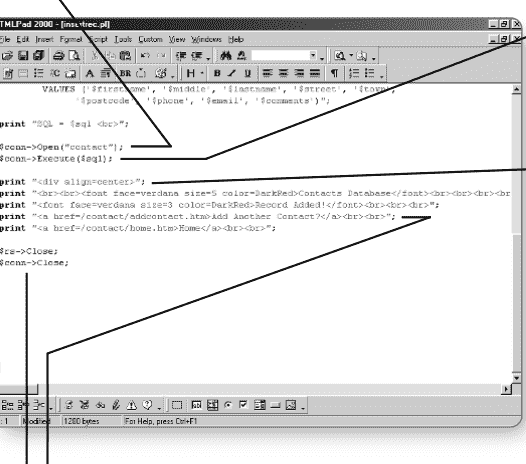 TMLPad 2000 - [insertrec.pl]
File Edit Insert Format Script Tools Custom View Windows Help
VALUES ('$firstname', '$middle', '$lastname', '$street', '$town',
'$postcode', '$phone', '$email', '$comments')";
print "SQL = $sql <br>";
$conn->Open("contact");
$conn->Execute($sql);
print "<div align=center>";
print "<br><br><font face=verdana size=5 color=DarkRed>Contacts Database</font><br><br><br><br
print "<font face=verdana size=3 color=DarkRed>Record Added!</font><br><br><br>";
print "<a href=/contact/addcontact.htm>Add Another Contact?</a><br><br>";
print "<a href=/contact/home.htm>Home</a><br><br>";
$rs->Close;
$conn->Close;
: 1 Modified 1280 bytes For Help, press Ctrl+F1